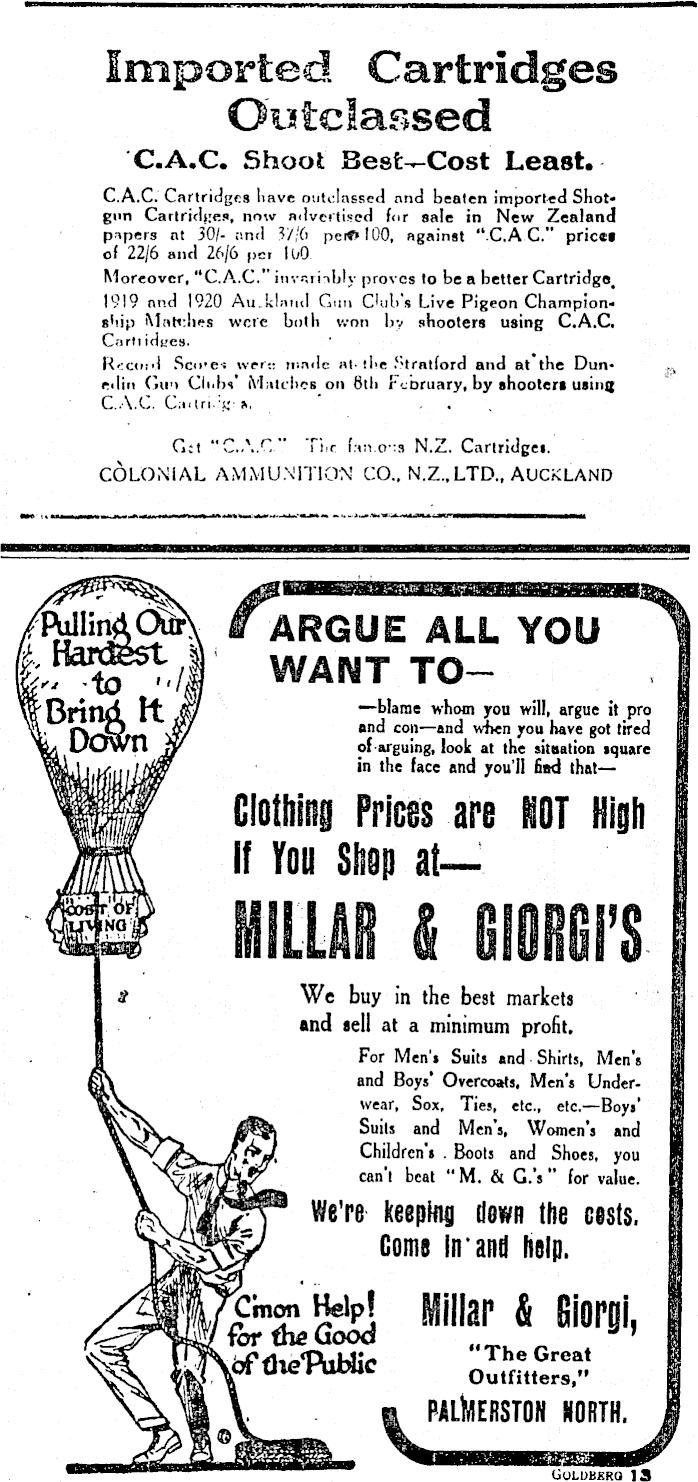 Imported Cartridges
Outclassed
C.A.C. Shoot Best—Cost Least.
C.A.C. Cartridges have outclassed and beaten imported Shot-
gun Cartridges, now advertised for sale in New Zealand
papers at 30/- and 37/6 per 100, against "C.A.C." prices
of 22/6 and 26/6 per 100.
Moreover, "C.A.C." invariably proves to be a better Cartridge.
1919 and 1920 Auckland Gun Club's Live Pigeon Champion-
ship Matches were both won by shooters using C.A.C.
Cartridges.
Record Scores were made at the Stratford and at the Dun-
edin Gun Clubs' Matches on 8th February, by shooters using
C.A.C. Cartridges.
Get "C.A.C." The famous N.Z. Cartridges.
COLONIAL AMMUNITION CO., N.Z., LTD., AUCKLAND
Pulling Our
Hardest
to
Bring It
Down
COST OF
LIVING
ARGUE ALL YOU
WANT TO—
—blame whom you will, argue it pro
and con—and when you have got tired
of arguing, look at the situation square
in the face and you'll find that—
Clothing Prices are NOT High
If You Shop at—
MILLAR & GIORGI'S
We buy in the best markets
and sell at a minimum profit.
For Men's Suits and Shirts, Men's
and Boys' Overcoats, Men's Under-
wear, Sox, Ties, etc., etc.—Boys'
Suits and Men's, Women's and
Children's Boots and Shoes, you
can't beat "M. & G.'s" for value.
We're keeping down the costs.
Come in and help.
C'mon Help!
for the Good
of the Public
Millar & Giorgi,
"The Great
Outfitters,"
PALMERSTON NORTH.
GOLDBERG 13